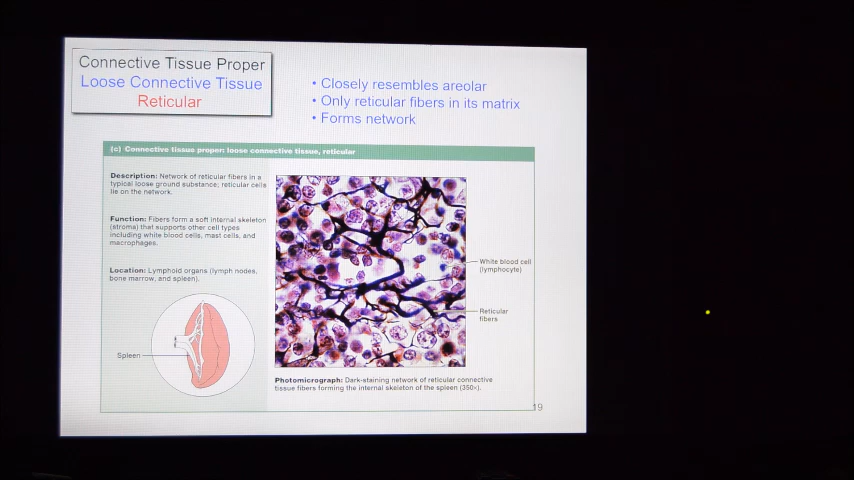 Connective Tissue Proper
Loose Connective Tissue
Reticular
• Closely resembles areolar
• Only reticular fibers in its matrix
• Forms network
(c) Connective tissue proper: loose connective tissue, reticular
Description: Network of reticular fibers in a
typical loose ground substance; reticular cells
lie on the network.
Function: Fibers form a soft internal skeleton
(stroma) that supports other cell types
including white blood cells, mast cells, and
macrophages.
Location: Lymphoid organs (lymph nodes,
bone marrow, and spleen).
Spleen
White blood cell
(lymphocyte)
Reticular
fibers
Photomicrograph: Dark-staining network of reticular connective
tissue fibers forming the internal skeleton of the spleen (350×).
19